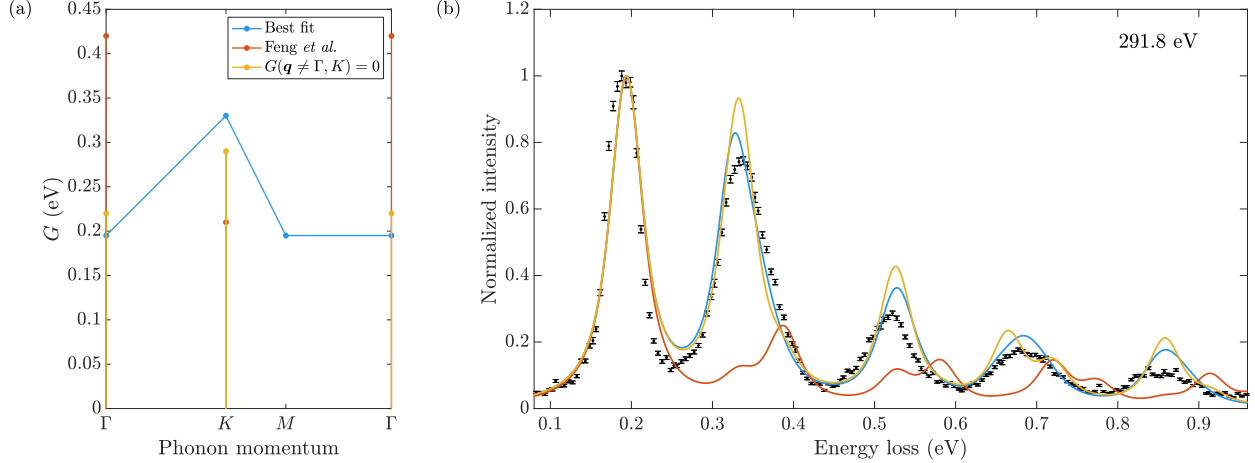 (a)
0.45
0.4
0.35
0.3
0.25
0.2
0.15
0.1
0.05
0
G (eV)
Γ
K
M
Γ
Phonon momentum
Best fit
Feng et al.
G(q ≠ Γ, K) = 0
(b)
1.2
1
0.8
0.6
0.4
0.2
0
Normalized intensity
291.8 eV
0.1
0.2
0.3
0.4
0.5
0.6
0.7
0.8
0.9
Energy loss (eV)